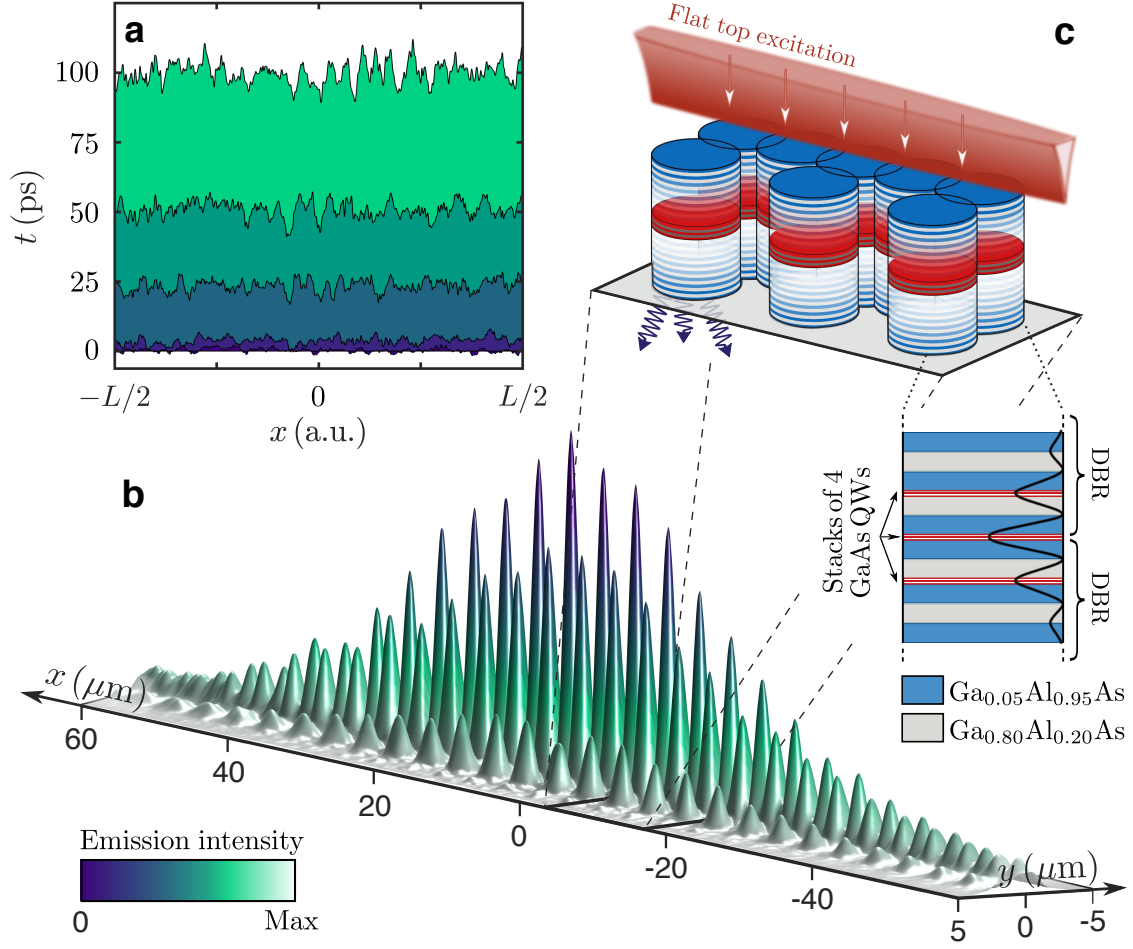 a
100
75
50
25
0
t (ps)
−L/2 0 L/2
x (a.u.)
c
Flat top excitation
Stacks of 4
GaAs QWs
DBR
DBR
Ga0.05Al0.95As
Ga0.80Al0.20As
b
x (μm)
60
40
20
0
-20
-40
5
0
-5
y (μm)
Emission intensity
0
Max